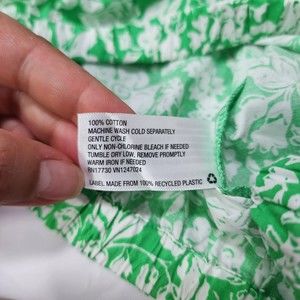 100% COTTON
MACHINE WASH COLD SEPARATELY
GENTLE CYCLE
ONLY NON-CHLORINE BLEACH IF NEEDED
TUMBLE DRY LOW, REMOVE PROMPTLY
WARM IRON IF NEEDED
RN17730 VN1247024
LABEL MADE FROM 100% RECYCLED PLASTIC